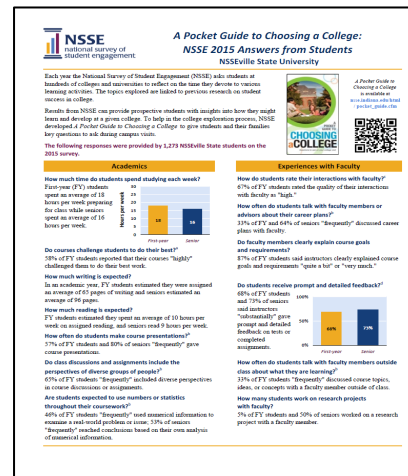 NSSE
national survey of
student engagement
A Pocket Guide to Choosing a College:
NSSE 2015 Answers from Students
NSSEville State University
Each year the National Survey of Student Engagement (NSSE) asks students at
hundreds of colleges and universities to reflect on the time they devote to various
learning activities. The topics explored are linked to previous research on student
success in college.
Results from NSSE can provide prospective students with insights into how they might
learn and develop at a given college. To help in the college exploration process, NSSE
developed A Pocket Guide to Choosing a College to give students and their families
key questions to ask during campus visits.
The following responses were provided by 1,273 NSSEville State students on the
2015 survey.
A POCKET GUIDE TO
CHOOSING
a COLLEGE
A Pocket Guide to
Choosing a College
is available at
nsse.indiana.edu/html
/pocket_guide.cfm
Academics
How much time do students spend studying each week?
First-year (FY) students
spent an average of 18
hours per week preparing
for class while seniors
spent an average of 16
hours per week.
Hours per week
30
25
20
15
10
5
0
18
16
First-year
Senior
Do courses challenge students to do their best?
58% of FY students reported that their courses "highly"
challenged them to do their best work.
How much writing is expected?
In an academic year, FY students estimated they were assigned
an average of 65 pages of writing and seniors estimated an
average of 96 pages.
How much reading is expected?
FY students estimated they spent an average of 10 hours per
week on assigned reading, and seniors read 9 hours per week.
How often do students make course presentations?
57% of FY students and 80% of seniors "frequently" gave
course presentations.
Do class discussions and assignments include the
perspectives of diverse groups of people?
65% of FY students "frequently" included diverse perspectives
in course discussions or assignments.
Are students expected to use numbers or statistics
throughout their coursework?
46% of FY students "frequently" used numerical information to
examine a real-world problem or issue; 53% of seniors
"frequently" reached conclusions based on their own analysis
of numerical information.
Experiences with Faculty
How do students rate their interactions with faculty?
67% of FY students rated the quality of their interactions
with faculty as "high."
How often do students talk with faculty members or
advisors about their career plans?
33% of FY and 64% of seniors "frequently" discussed career
plans with faculty.
Do faculty members clearly explain course goals
and requirements?
87% of FY students said instructors clearly explained course
goals and requirements "quite a bit" or "very much."
Do students receive prompt and detailed feedback?
68% of FY students
and 75% of seniors
said instructors
"substantially" gave
prompt and detailed
feedback on tests or
completed
assignments.
100%
50%
0%
68%
75%
First-year
Senior
How often do students talk with faculty members outside
class about what they are learning?
33% of FY students "frequently" discussed course topics,
ideas, or concepts with a faculty member outside of class.
How many students work on research projects
with faculty?
5% of FY students and 50% of seniors worked on a research
project with a faculty member.